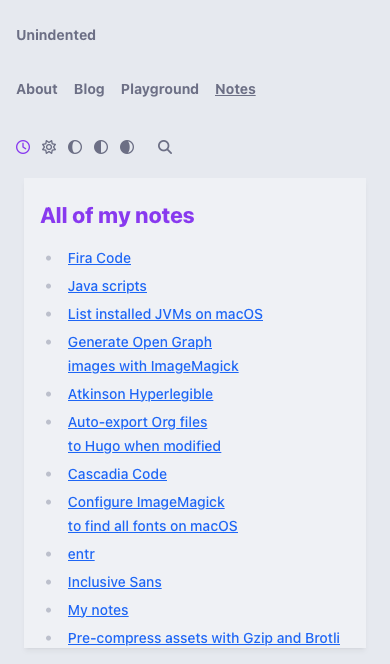 Unindented
About Blog Playground Notes
All of my notes
Fira Code
Java scripts
List installed JVMs on macOS
Generate Open Graph
images with ImageMagick
Atkinson Hyperlegible
Auto-export Org files
to Hugo when modified
Cascadia Code
Configure ImageMagick
to find all fonts on macOS
entr
Inclusive Sans
My notes
Pre-compress assets with Gzip and Brotli